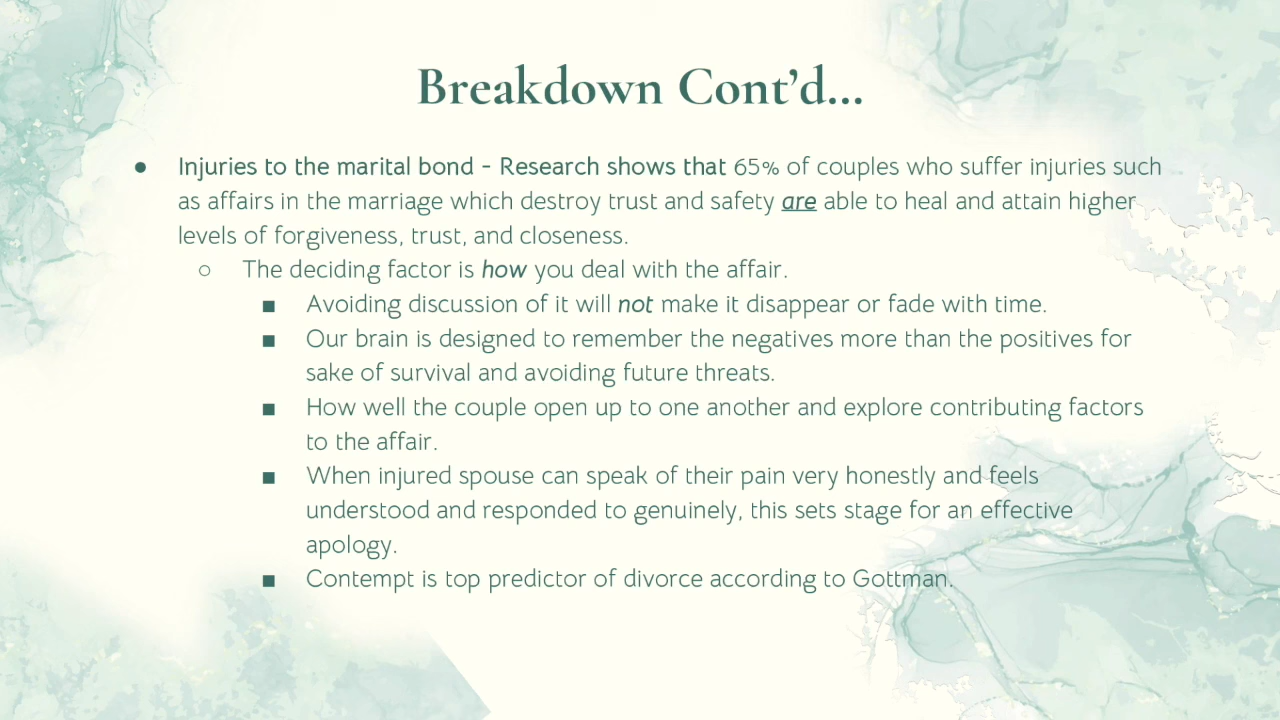 Breakdown Cont’d...
● Injuries to the marital bond - Research shows that 65% of couples who suffer injuries such
as affairs in the marriage which destroy trust and safety are able to heal and attain higher
levels of forgiveness, trust, and closeness.
○ The deciding factor is how you deal with the affair.
■ Avoiding discussion of it will not make it disappear or fade with time.
■ Our brain is designed to remember the negatives more than the positives for
sake of survival and avoiding future threats.
■ How well the couple open up to one another and explore contributing factors
to the affair.
■ When injured spouse can speak of their pain very honestly and feels
understood and responded to genuinely, this sets stage for an effective
apology.
■ Contempt is top predictor of divorce according to Gottman.